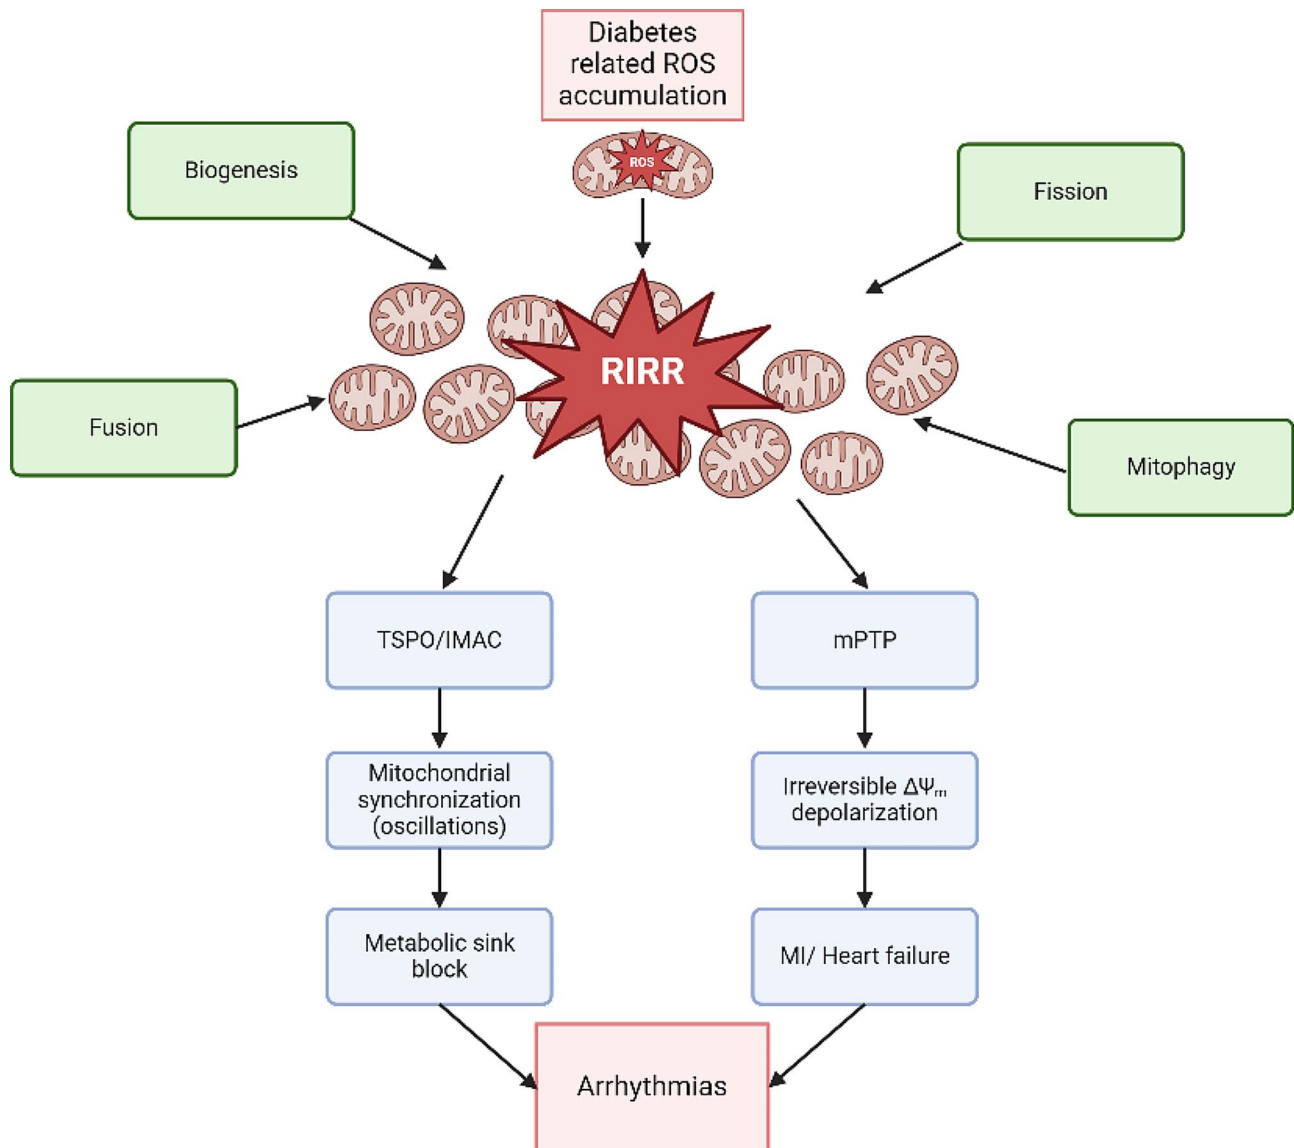 Diabetes
related ROS
accumulation
ROS
Biogenesis
Fission
RIRR
Fusion
Mitophagy
TSPO/IMAC
mPTP
Mitochondrial
synchronization
(oscillations)
Irreversible ΔΨm
depolarization
Metabolic sink
block
MI/ Heart failure
Arrhythmias